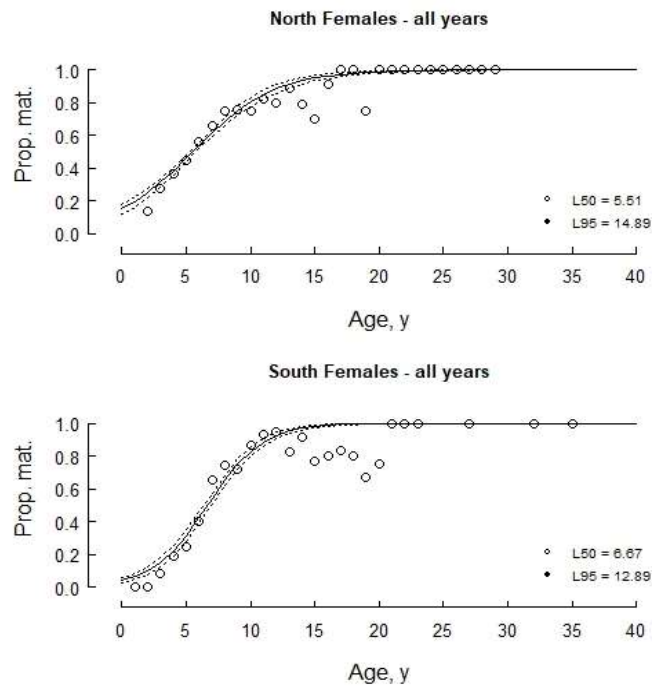 North Females - all years
Prop. mat.
1.0
0.8
0.6
0.4
0.2
0.0
L50 = 5.51
L95 = 14.89
0 5 10 15 20 25 30 35 40
Age, y
South Females - all years
Prop. mat.
1.0
0.8
0.6
0.4
0.2
0.0
L50 = 6.67
L95 = 12.89
0 5 10 15 20 25 30 35 40
Age, y